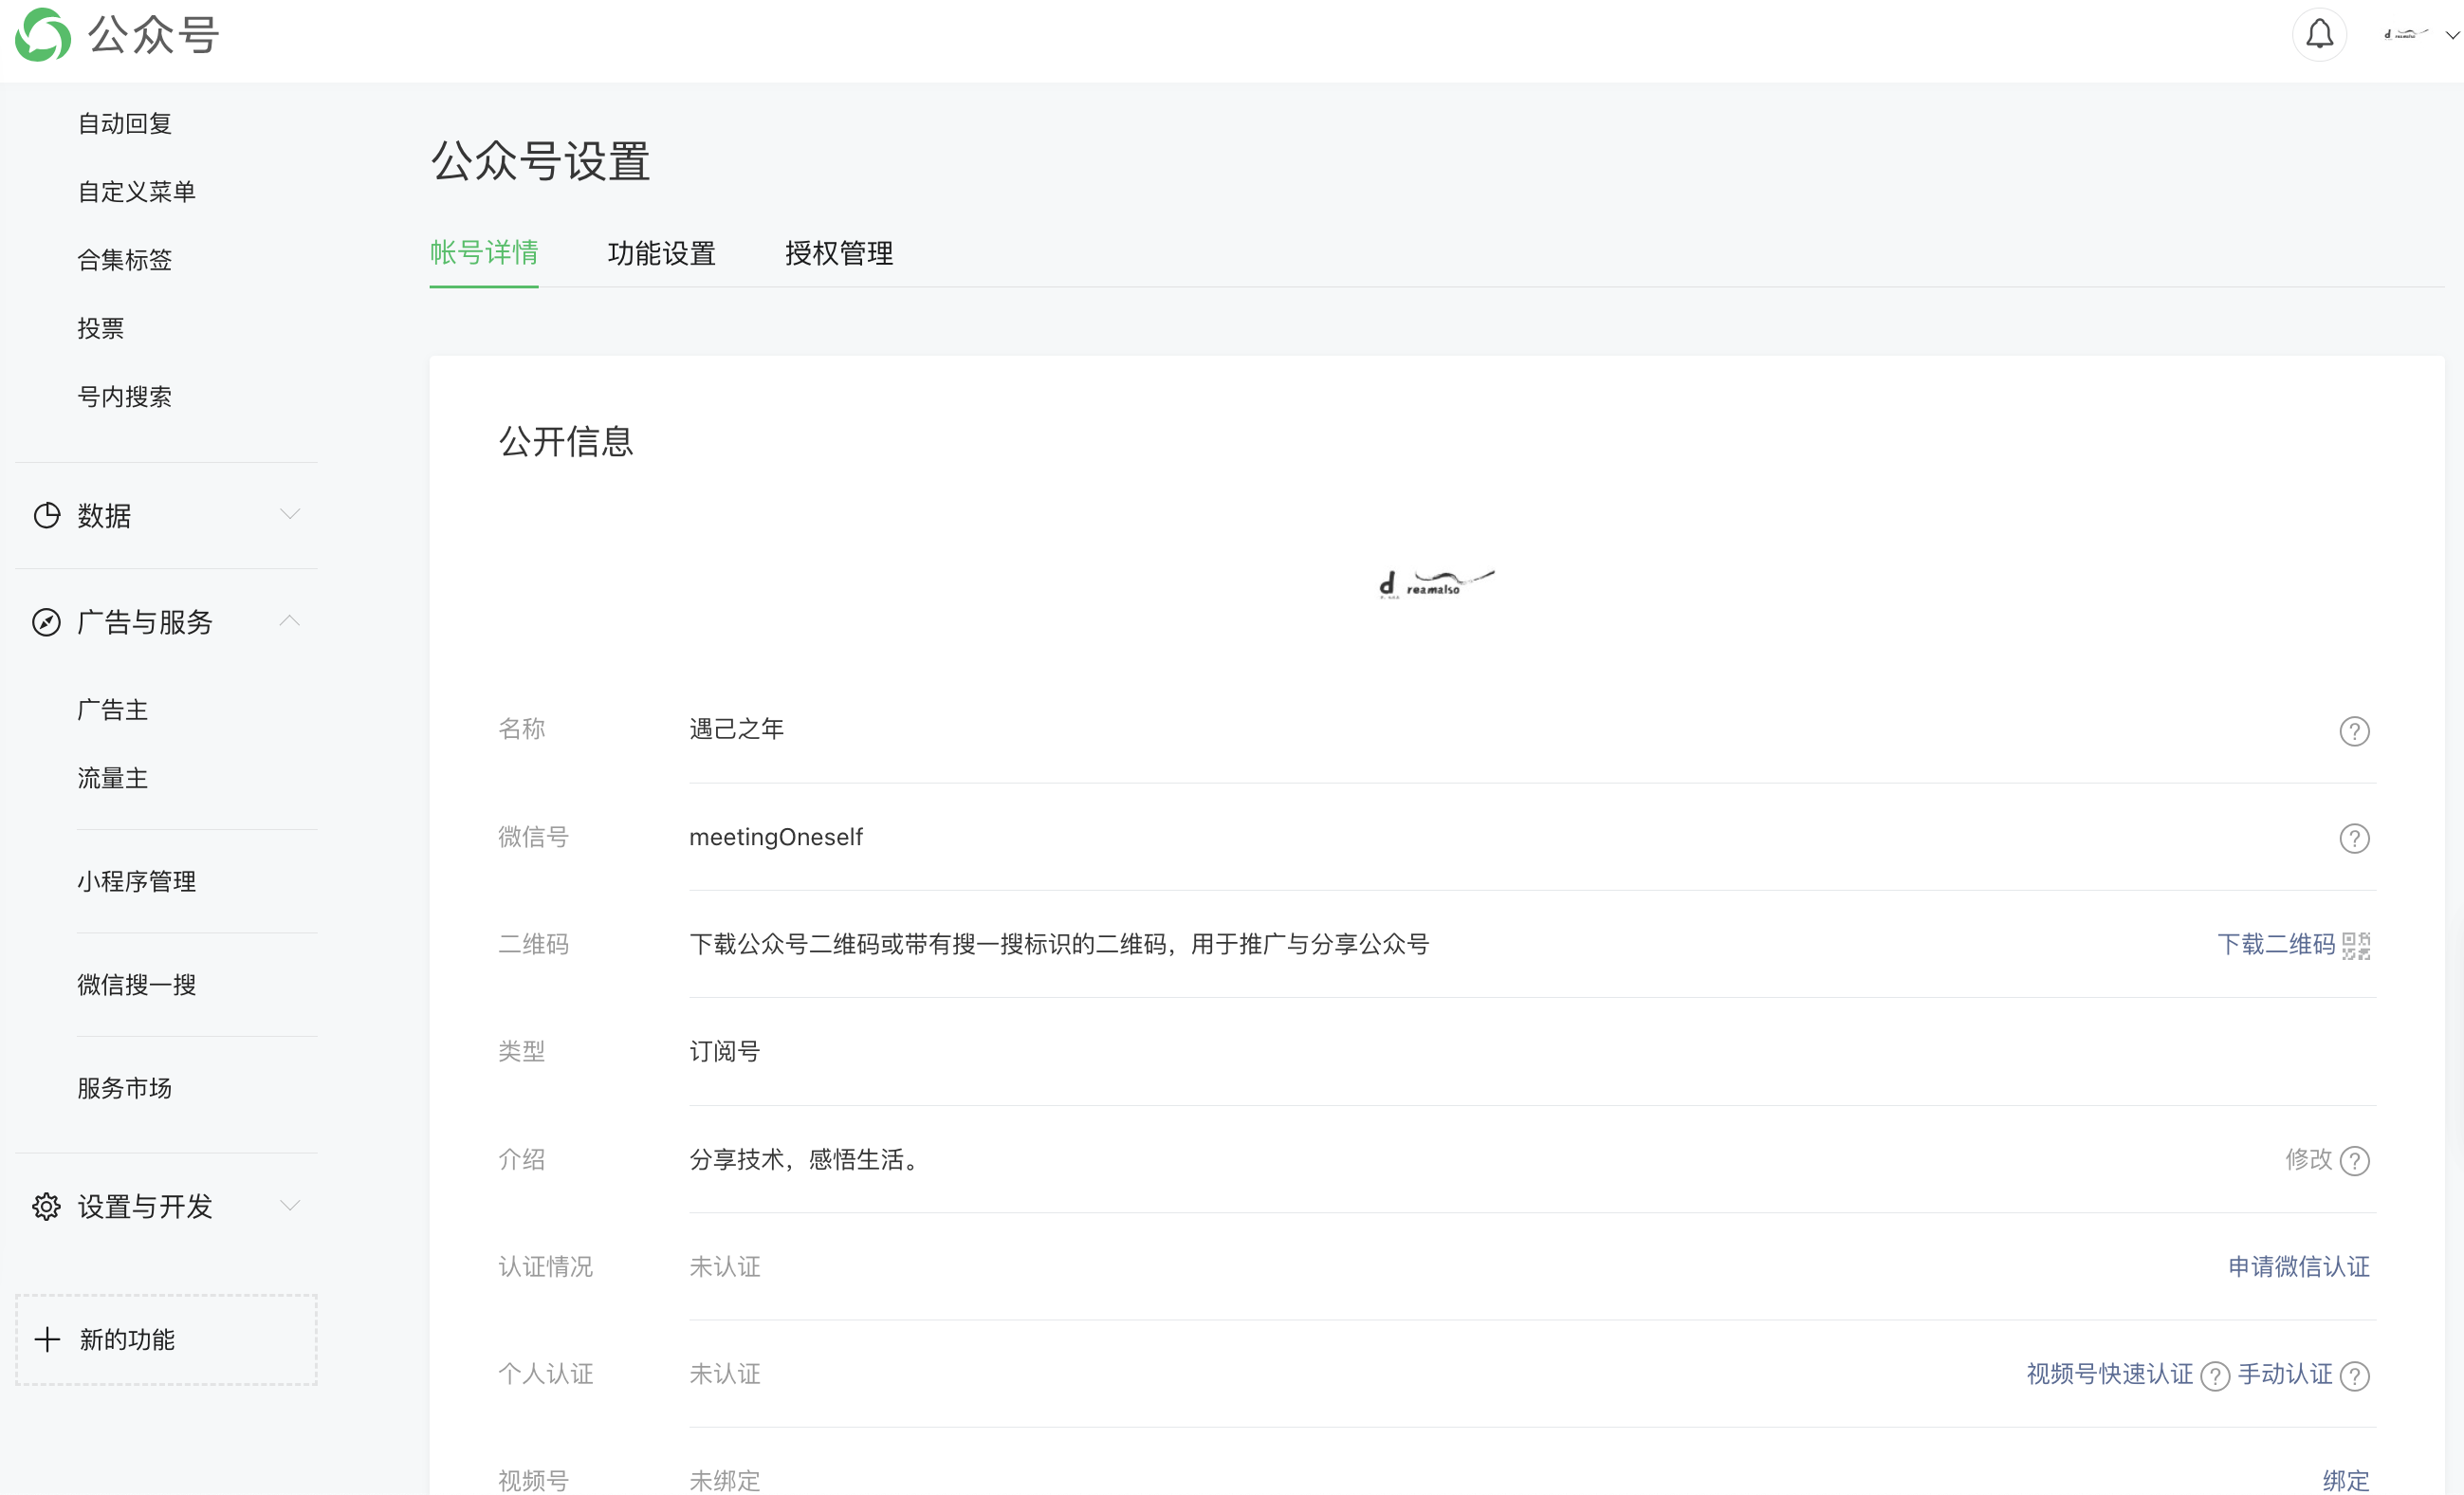 公众号
自动回复
自定义菜单
合集标签
投票
号内搜索
数据
广告与服务
广告主
流量主
小程序管理
微信搜一搜
服务市场
设置与开发
新的功能
公众号设置
帐号详情 功能设置 授权管理
公开信息
d reamalso
名称 遇己之年
微信号 meetingOneself
二维码 下载公众号二维码或带有搜一搜标识的二维码，用于推广与分享公众号 下载二维码
类型 订阅号
介绍 分享技术，感悟生活。 修改
认证情况 未认证 申请微信认证
个人认证 未认证 视频号快速认证 手动认证
视频号 未绑定 绑定